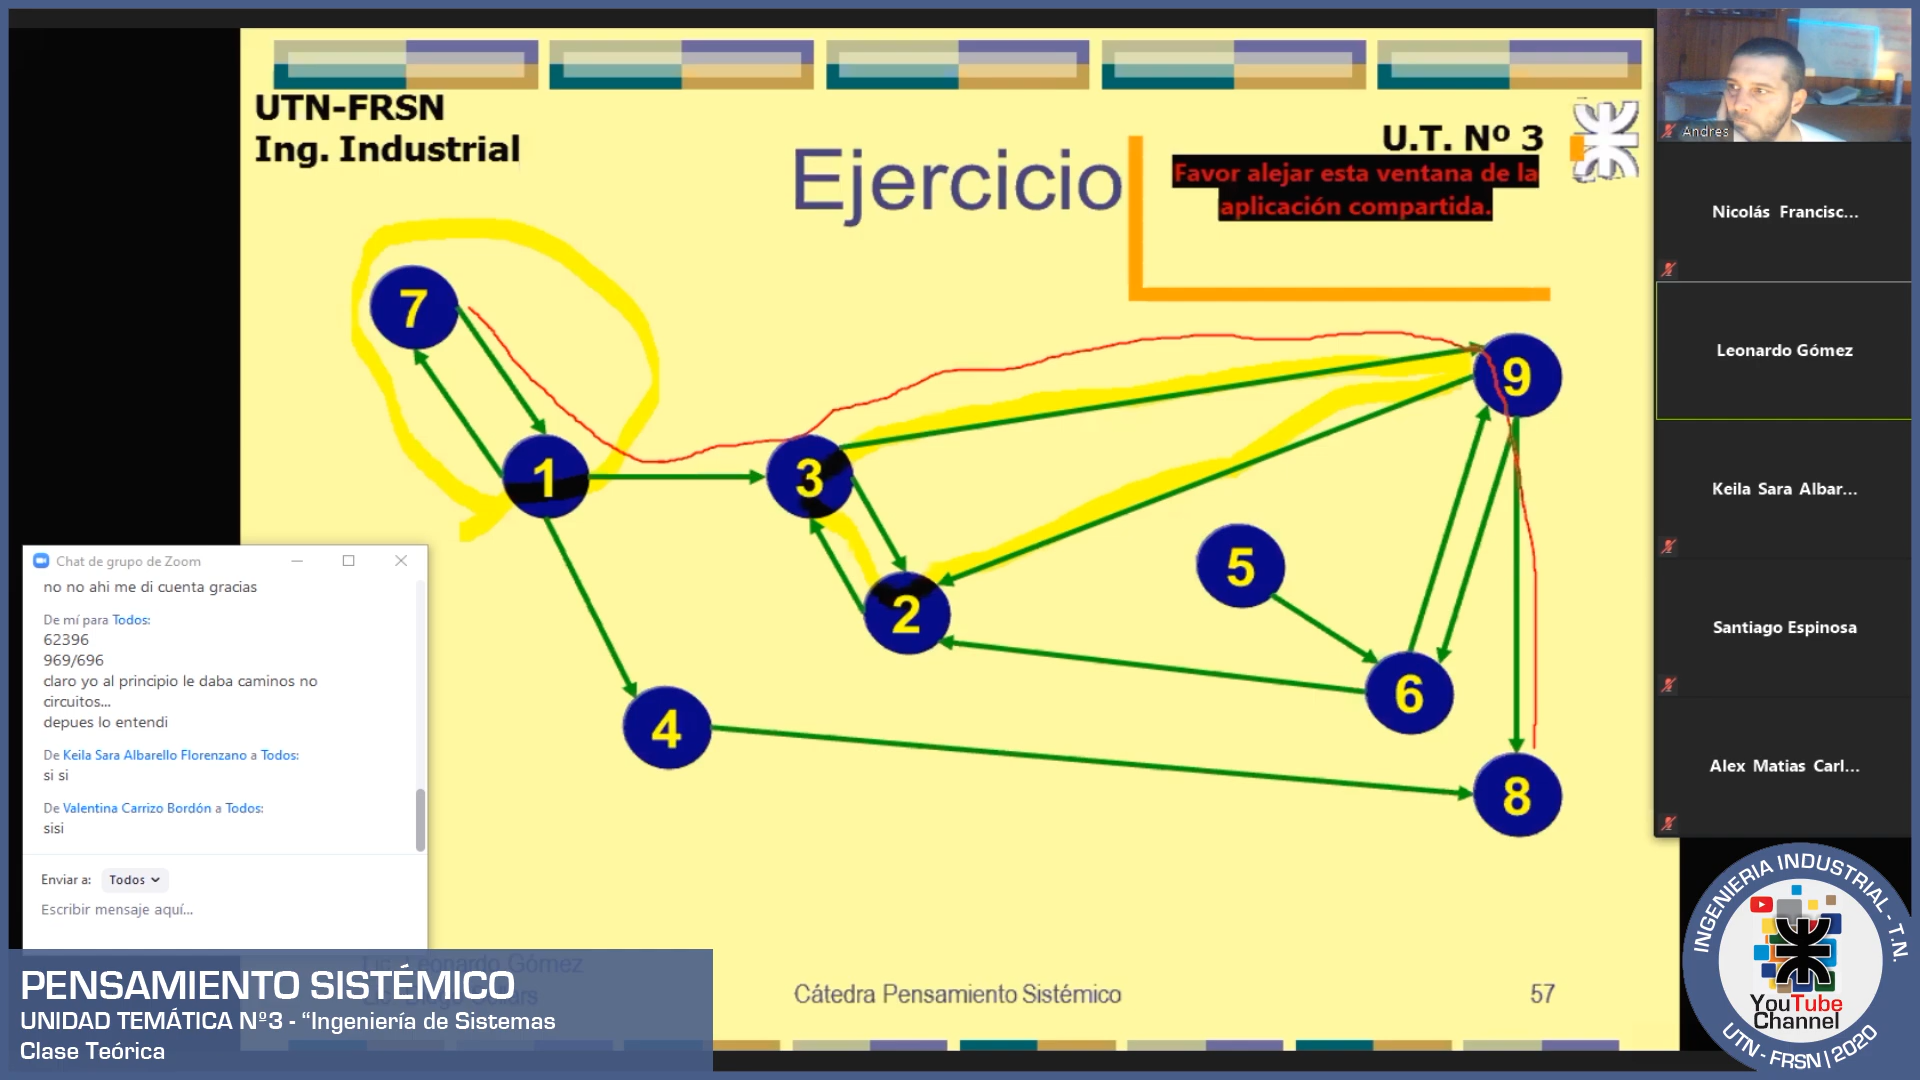 UTN-FRSN
Ing. Industrial
Ejercicio
U.T. Nº 3
Favor alejar esta ventana de la
aplicación compartida.
7
1
3
9
2
5
6
4
8
Andres
Nicolás Francisc...
Leonardo Gómez
Keila Sara Albar...
Santiago Espinosa
Alex Matias Carl...
Chat de grupo de Zoom
no no ahi me di cuenta gracias
De mí para Todos:
62396
969/696
claro yo al principio le daba caminos no
circuitos...
depues lo entendi
De Keila Sara Albarello Florenzano a Todos:
si si
De Valentina Carrizo Bordón a Todos:
sisi
Enviar a: Todos
Escribir mensaje aquí...
Leonardo Gómez
PENSAMIENTO SISTÉMICO
UNIDAD TEMÁTICA Nº3 - “Ingeniería de Sistemas
Clase Teórica
Cátedra Pensamiento Sistémico
57
INGENIERIA INDUSTRIAL - T.N.
YouTube
Channel
UTN - FRSN | 2020